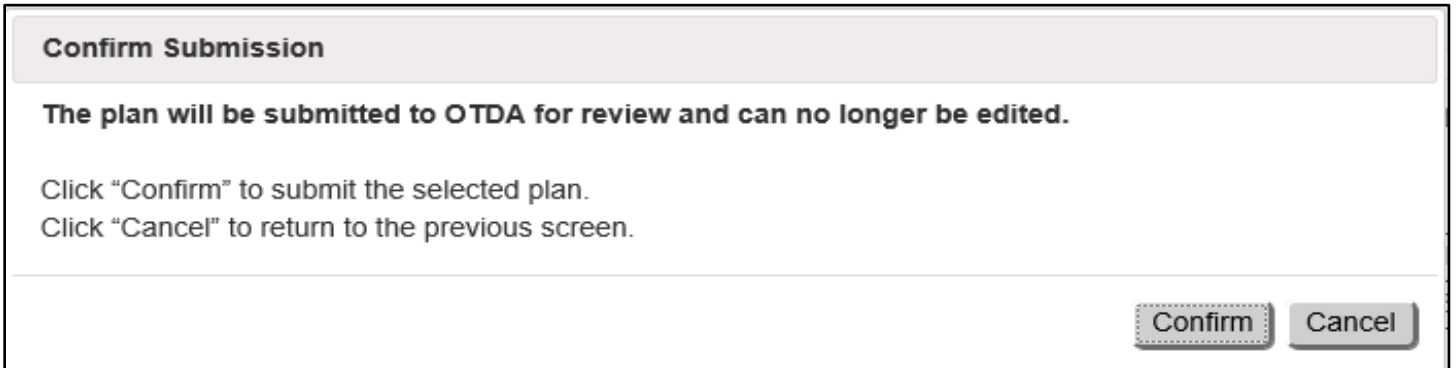 Confirm Submission
The plan will be submitted to OTDA for review and can no longer be edited.
Click “Confirm” to submit the selected plan.
Click “Cancel” to return to the previous screen.
Confirm Cancel